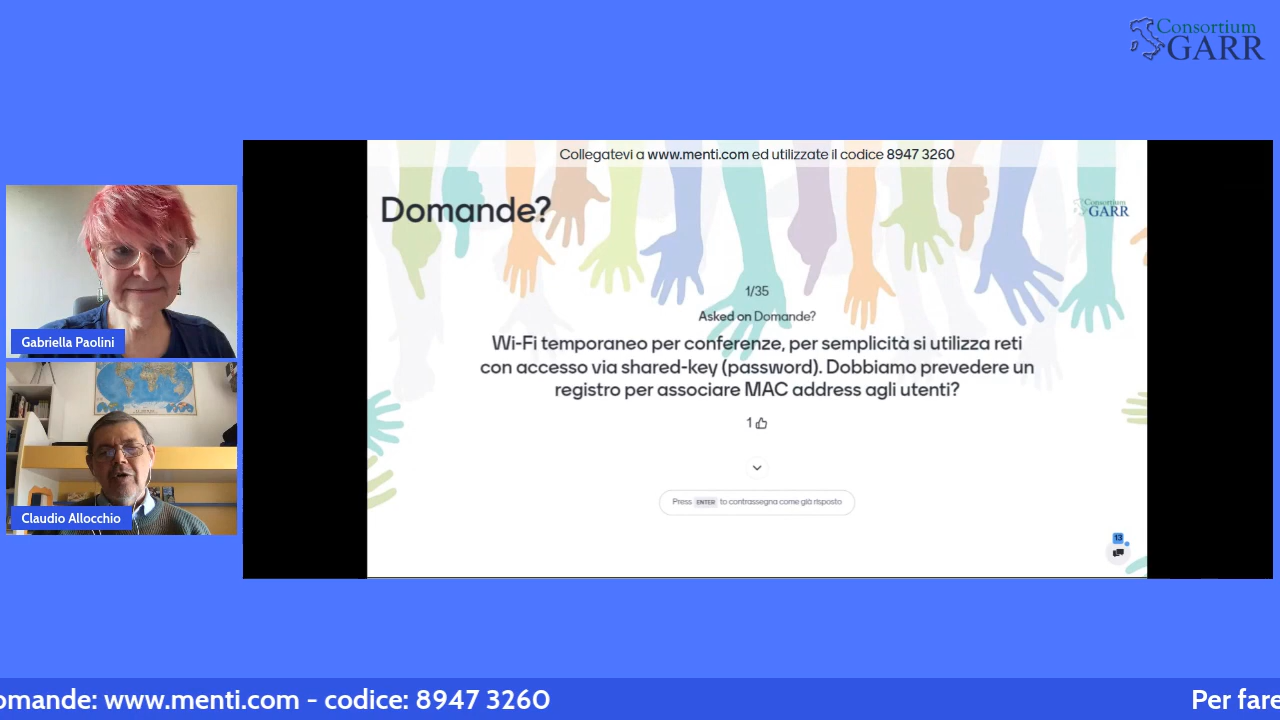 Consortium
GARR
Collegatevi a www.menti.com ed utilizzate il codice 8947 3260
Domande?
Consortium
GARR
1/35
Asked on Domande?
Wi-Fi temporaneo per conferenze, per semplicità si utilizza reti
con accesso via shared-key (password). Dobbiamo prevedere un
registro per associare MAC address agli utenti?
1
Press ENTER to contrassegna come già risposto
13
Gabriella Paolini
Claudio Allocchio
omande: www.menti.com - codice: 8947 3260
Per fare